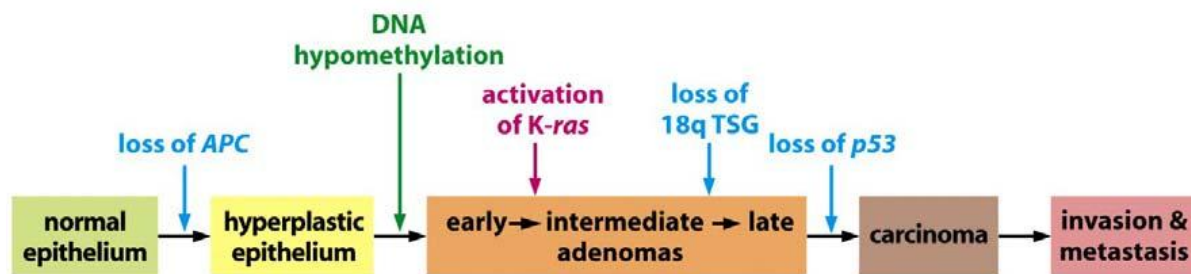 DNA
hypomethylation
activation
of K-ras
loss of
18q TSG
loss of APC
loss of p53
normal
epithelium
hyperplastic
epithelium
early → intermediate → late
adenomas
carcinoma
invasion &
metastasis